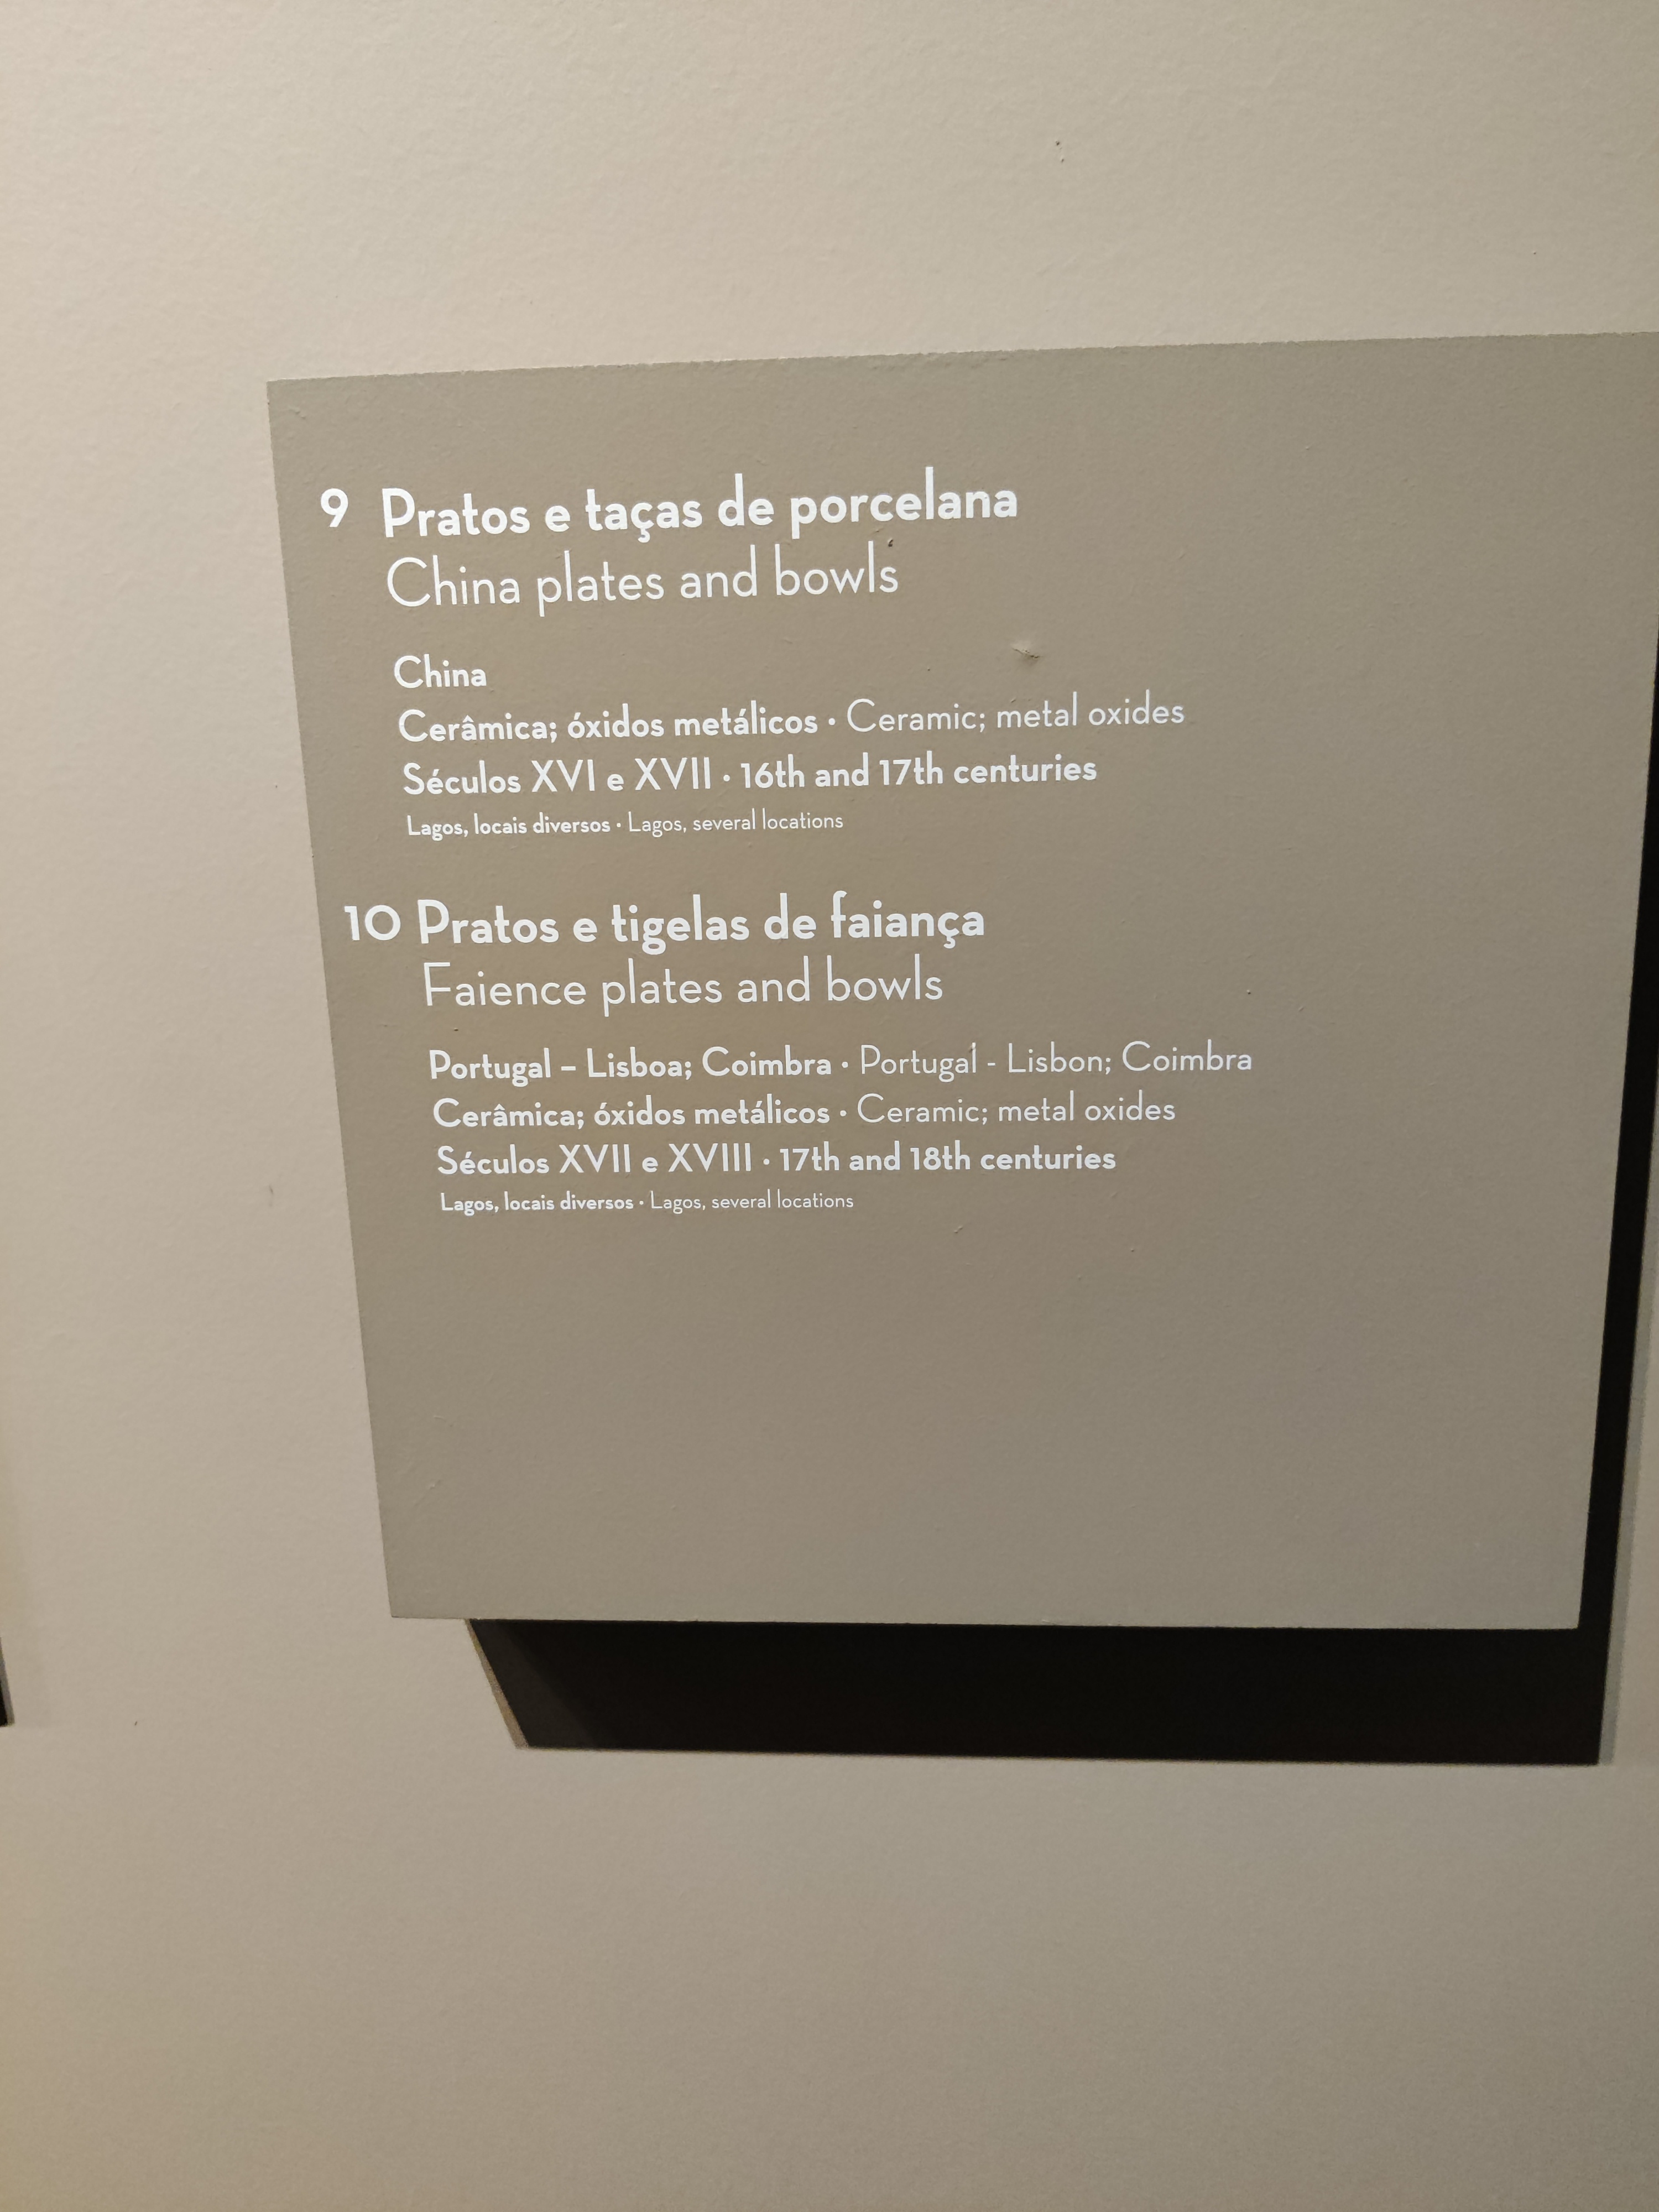 9 Pratos e taças de porcelana
China plates and bowls
China
Cerâmica; óxidos metálicos • Ceramic; metal oxides
Séculos XVI e XVII • 16th and 17th centuries
Lagos, locais diversos • Lagos, several locations
10 Pratos e tigelas de faiança
Faience plates and bowls
Portugal – Lisboa; Coimbra • Portugal - Lisbon; Coimbra
Cerâmica; óxidos metálicos • Ceramic; metal oxides
Séculos XVII e XVIII • 17th and 18th centuries
Lagos, locais diversos • Lagos, several locations